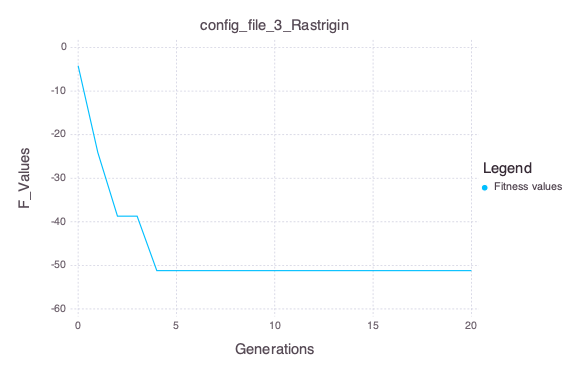 config_file_3_Rastrigin
F_Values
0
-10
-20
-30
-40
-50
-60
0 5 10 15 20
Generations
Legend
Fitness values